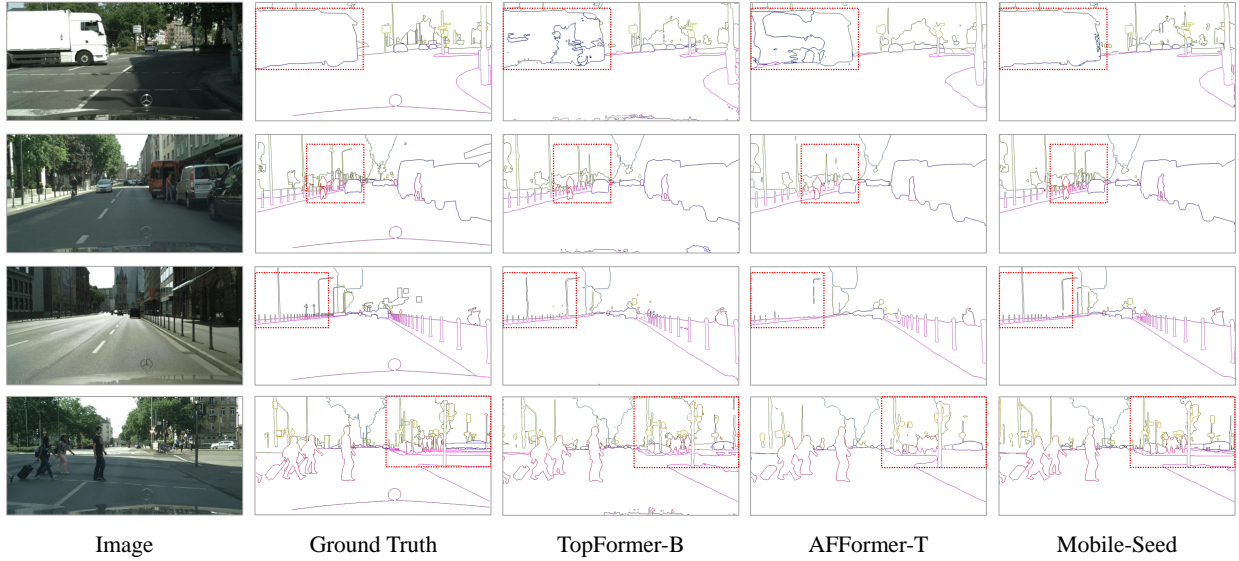 Image
Ground Truth
TopFormer-B
AFFormer-T
Mobile-Seed